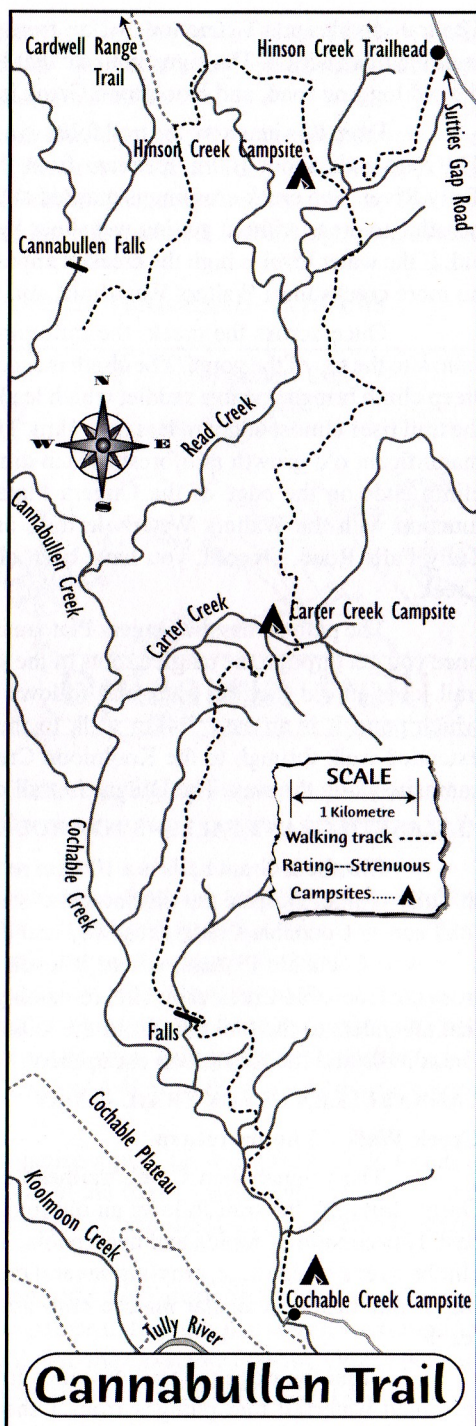 Cardwell Range
Trail
Hinson Creek Trailhead
Sutties Gap Road
Hinson Creek Campsite
Cannabullen Falls
N
W
E
S
Read Creek
Cannabullen Creek
Carter Creek
Carter Creek Campsite
SCALE
1 Kilometre
Walking track
Rating---Strenuous
Campsites.....
Cochable Creek
Falls
Cochable Plateau
Koolmoon Creek
Cochable Creek Campsite
Tully River
Cannabullen Trail